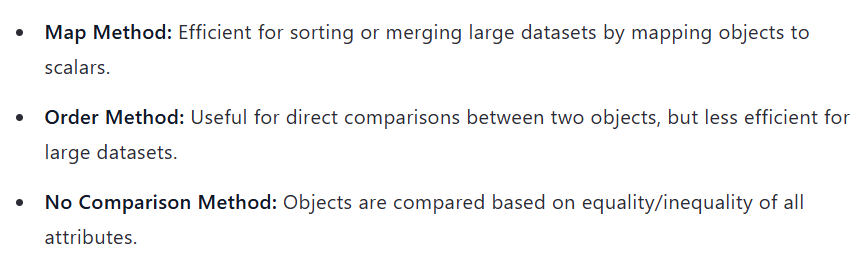 • Map Method: Efficient for sorting or merging large datasets by mapping objects to
scalars.
• Order Method: Useful for direct comparisons between two objects, but less efficient for
large datasets.
• No Comparison Method: Objects are compared based on equality/inequality of all
attributes.